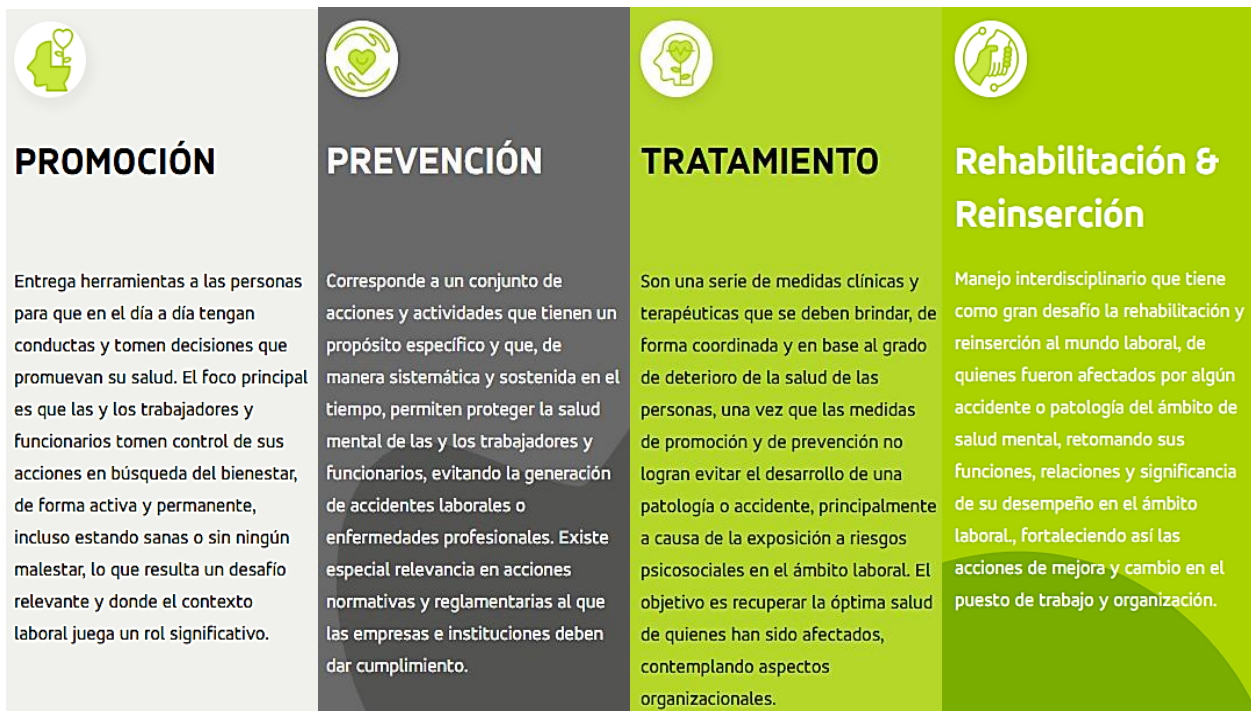 PROMOCIÓN
Entrega herramientas a las personas
para que en el día a día tengan
conductas y tomen decisiones que
promuevan su salud. El foco principal
es que las y los trabajadores y
funcionarios tomen control de sus
acciones en búsqueda del bienestar,
de forma activa y permanente,
incluso estando sanas o sin ningún
malestar, lo que resulta un desafío
relevante y donde el contexto
laboral juega un rol significativo.
PREVENCIÓN
Corresponde a un conjunto de
acciones y actividades que tienen un
propósito específico y que, de
manera sistemática y sostenida en el
tiempo, permiten proteger la salud
mental de las y los trabajadores y
funcionarios, evitando la generación
de accidentes laborales o
enfermedades profesionales. Existe
especial relevancia en acciones
normativas y reglamentarias al que
las empresas e instituciones deben
dar cumplimiento.
TRATAMIENTO
Son una serie de medidas clínicas y
terapéuticas que se deben brindar, de
forma coordinada y en base al grado
de deterioro de la salud de las
personas, una vez que las medidas
de promoción y de prevención no
logran evitar el desarrollo de una
patología o accidente, principalmente
a causa de la exposición a riesgos
psicosociales en el ámbito laboral. El
objetivo es recuperar la óptima salud
de quienes han sido afectados,
contemplando aspectos
organizacionales.
Rehabilitación &
Reinserción
Manejo interdisciplinario que tiene
como gran desafío la rehabilitación y
reinserción al mundo laboral, de
quienes fueron afectados por algún
accidente o patología del ámbito de
salud mental, retomando sus
funciones, relaciones y significancia
de su desempeño en el ámbito
laboral., fortaleciendo así las
acciones de mejora y cambio en el
puesto de trabajo y organización.